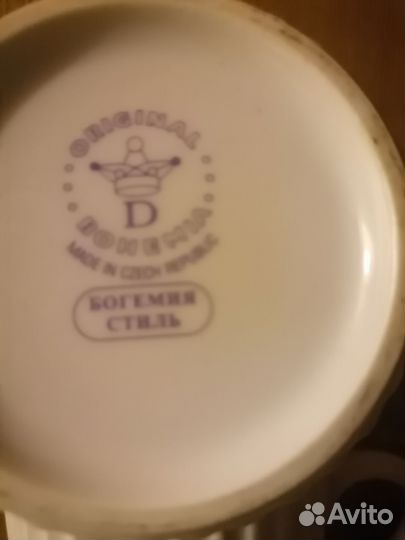 ORIGINAL
D
BOHEMIA
MADE IN CZECH REPUBLIC
БОГЕМИЯ
СТИЛЬ
Avito